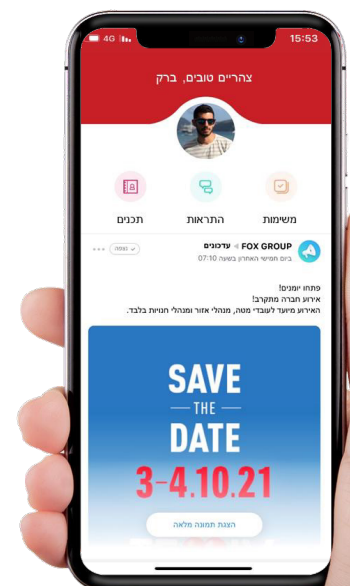 4G 15:53
צהריים טובים, ברק
משימות התראות תכנים
FOX GROUP ◄ עדכונים
נצפה
ביום חמישי האחרון בשעה 07:10
פתחו יומנים!
אירוע חברה מתקרב!
האירוע מיועד לעובדי מטה, מנהלי אזור ומנהלי חנויות בלבד.
SAVE
THE
DATE
3-4.10.21
הצגת תמונה מלאה